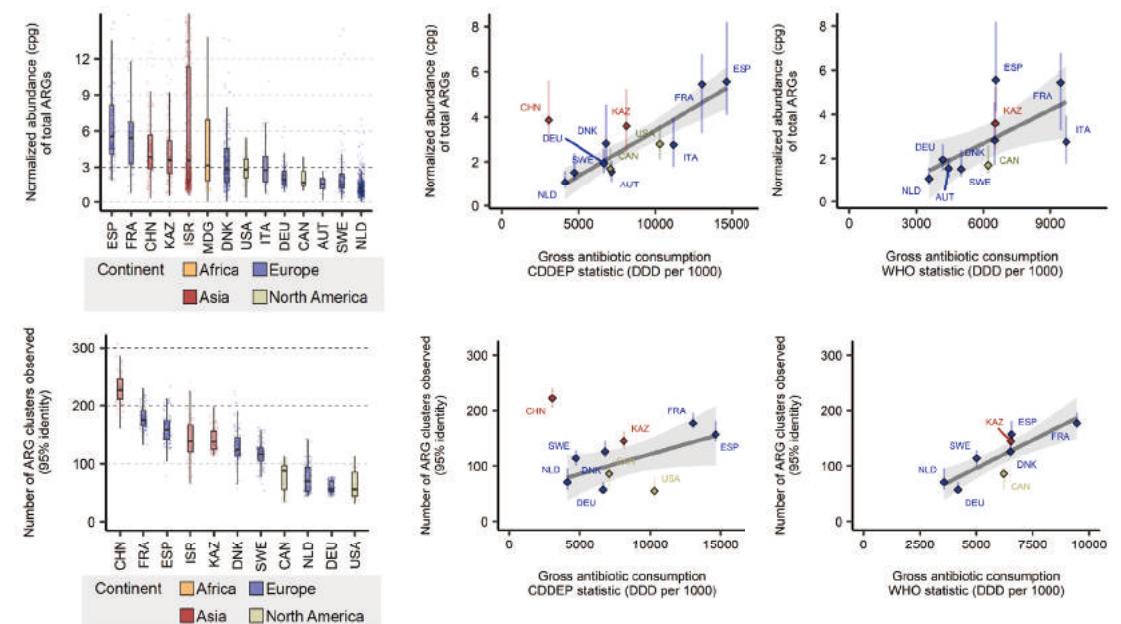 Normalized abundance (cpg)
of total ARGs
12
9
6
3
0
ESP
FRA
CHN
KAZ
ISR
MDG
DNK
USA
ITA
DEU
CAN
AUT
SWE
NLD
Continent
Africa
Europe
Asia
North America
Normalized abundance (cpg)
of total ARGs
8
6
4
2
0
CHN
DEU
DNK
KAZ
USA
FRA
ESP
SWE
CAN
ITA
NLD
AUT
0
5000
10000
15000
Gross antibiotic consumption
CDDEP statistic (DDD per 1000)
Normalized abundance (cpg)
of total ARGs
8
6
4
2
0
ESP
FRA
KAZ
ITA
DEU
DNK
CAN
NLD
SWE
AUT
0
3000
6000
9000
Gross antibiotic consumption
WHO statistic (DDD per 1000)
Number of ARG clusters observed
(95% identity)
300
200
100
0
CHN
FRA
ESP
ISR
KAZ
DNK
SWE
CAN
NLD
DEU
USA
Continent
Africa
Europe
Asia
North America
Number of ARG clusters observed
(95% identity)
300
200
100
0
CHN
FRA
KAZ
SWE
ESP
NLD
DNK
USA
DEU
0
5000
10000
15000
Gross antibiotic consumption
CDDEP statistic (DDD per 1000)
Number of ARG clusters observed
(95% identity)
300
200
100
0
KAZ
ESP
SWE
FRA
NLD
DNK
CAN
DEU
0
2500
5000
7500
10000
Gross antibiotic consumption
WHO statistic (DDD per 1000)